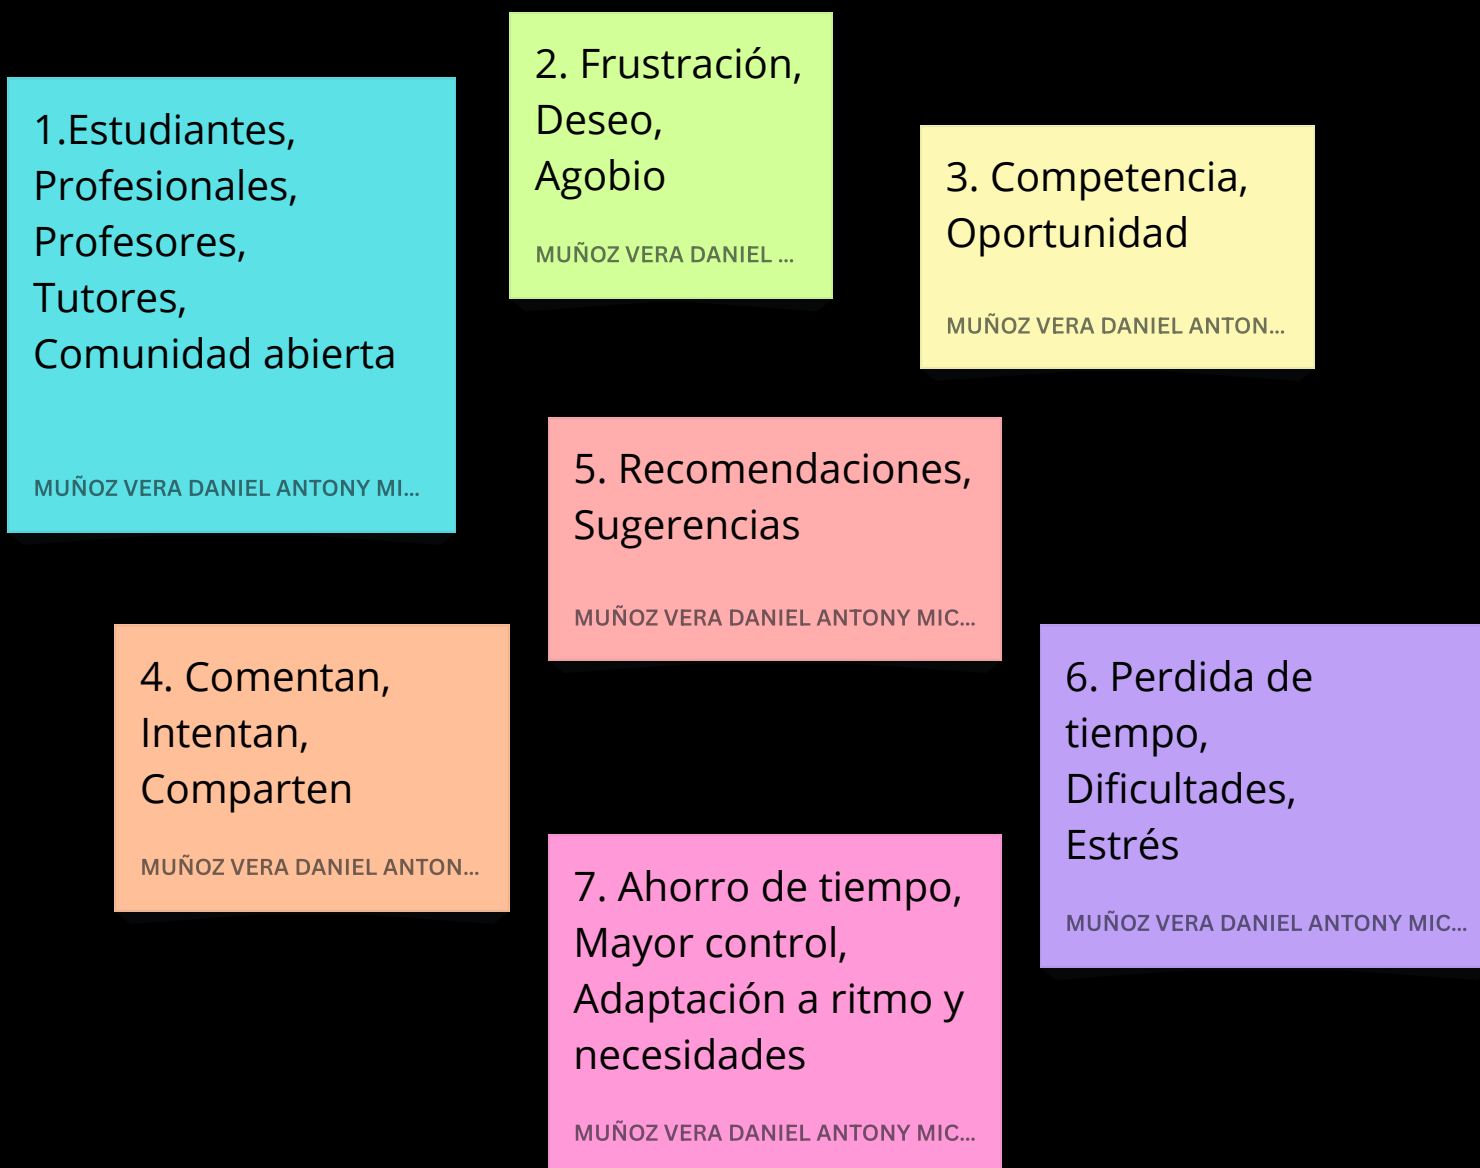 1.Estudiantes,
Profesionales,
Profesores,
Tutores,
Comunidad abierta
MUÑOZ VERA DANIEL ANTONY MI...
2. Frustración,
Deseo,
Agobio
MUÑOZ VERA DANIEL ...
3. Competencia,
Oportunidad
MUÑOZ VERA DANIEL ANTON...
4. Comentan,
Intentan,
Comparten
MUÑOZ VERA DANIEL ANTON...
5. Recomendaciones,
Sugerencias
MUÑOZ VERA DANIEL ANTONY MIC...
6. Perdida de
tiempo,
Dificultades,
Estrés
MUÑOZ VERA DANIEL ANTONY MIC...
7. Ahorro de tiempo,
Mayor control,
Adaptación a ritmo y
necesidades
MUÑOZ VERA DANIEL ANTONY MIC...